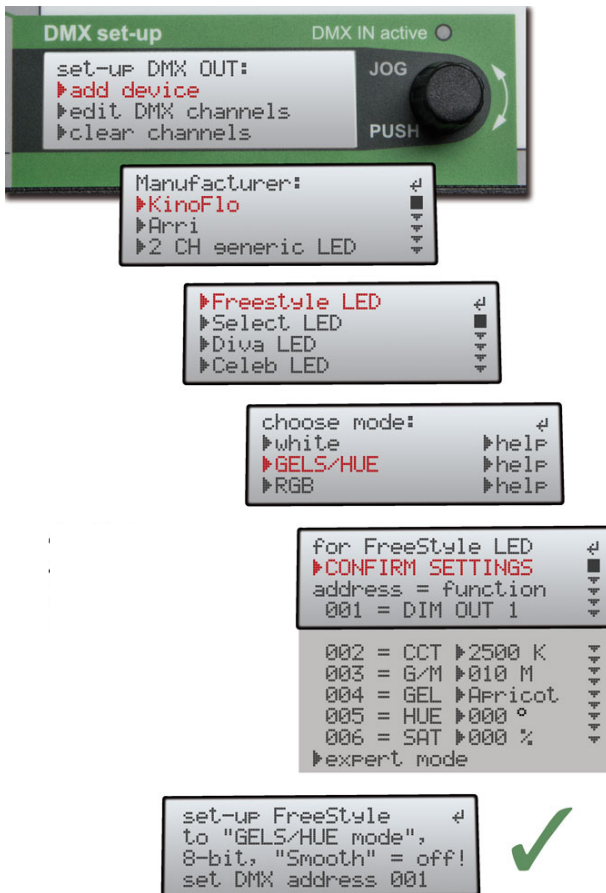 DMX set-up DMX IN active
set-up DMX OUT:
▶add device
▶edit DMX channels
▶clear channels
JOG
PUSH
Manufacturer: ↲
▶KinoFlo
▶Arri
▶2 CH generic LED
▶Freestyle LED ↲
▶Select LED
▶Diva LED
▶Celeb LED
choose mode: ↲
▶white ▶help
▶GELS/HUE ▶help
▶RGB ▶help
for FreeStyle LED ↲
▶CONFIRM SETTINGS
address = function
001 = DIM OUT 1
002 = CCT ▶2500 K
003 = G/M ▶010 M
004 = GEL ▶Apricot
005 = HUE ▶000 °
006 = SAT ▶000 %
▶expert mode
set-up FreeStyle ↲
to "GELS/HUE mode",
8-bit, "Smooth" = off!
set DMX address 001